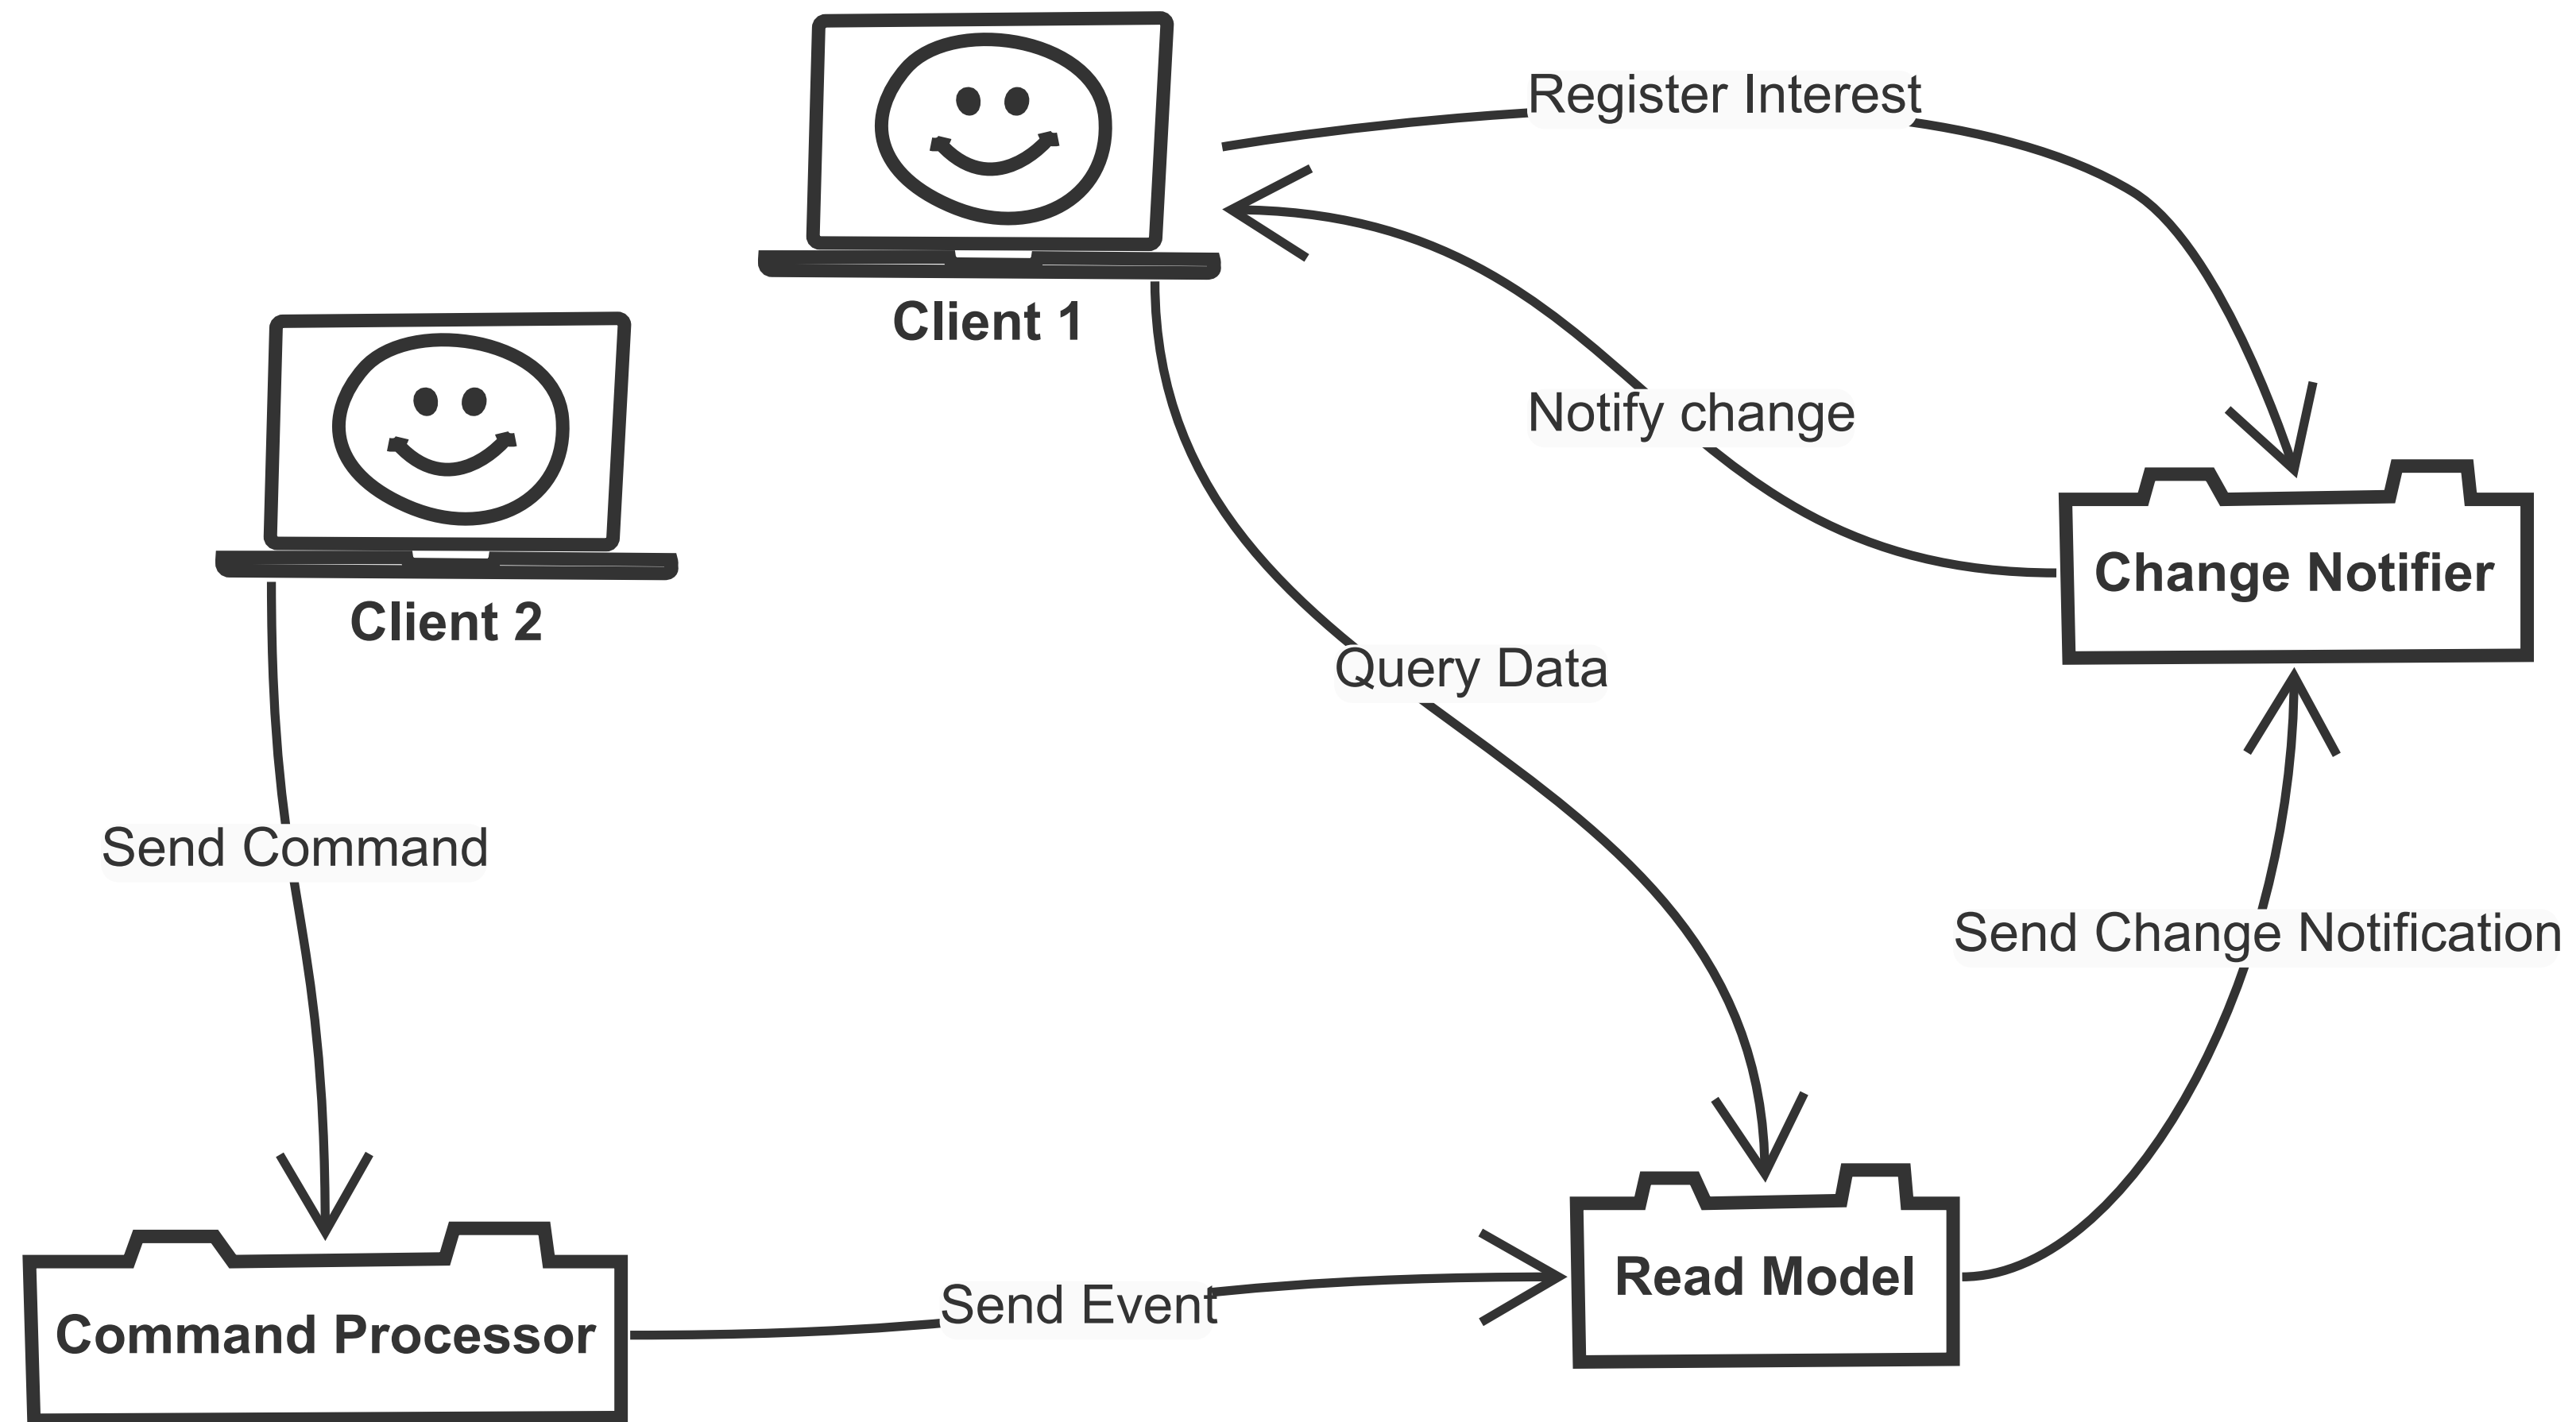 Register Interest
Client 1
Notify change
Change Notifier
Client 2
Query Data
Send Command
Send Change Notification
Read Model
Send Event
Command Processor